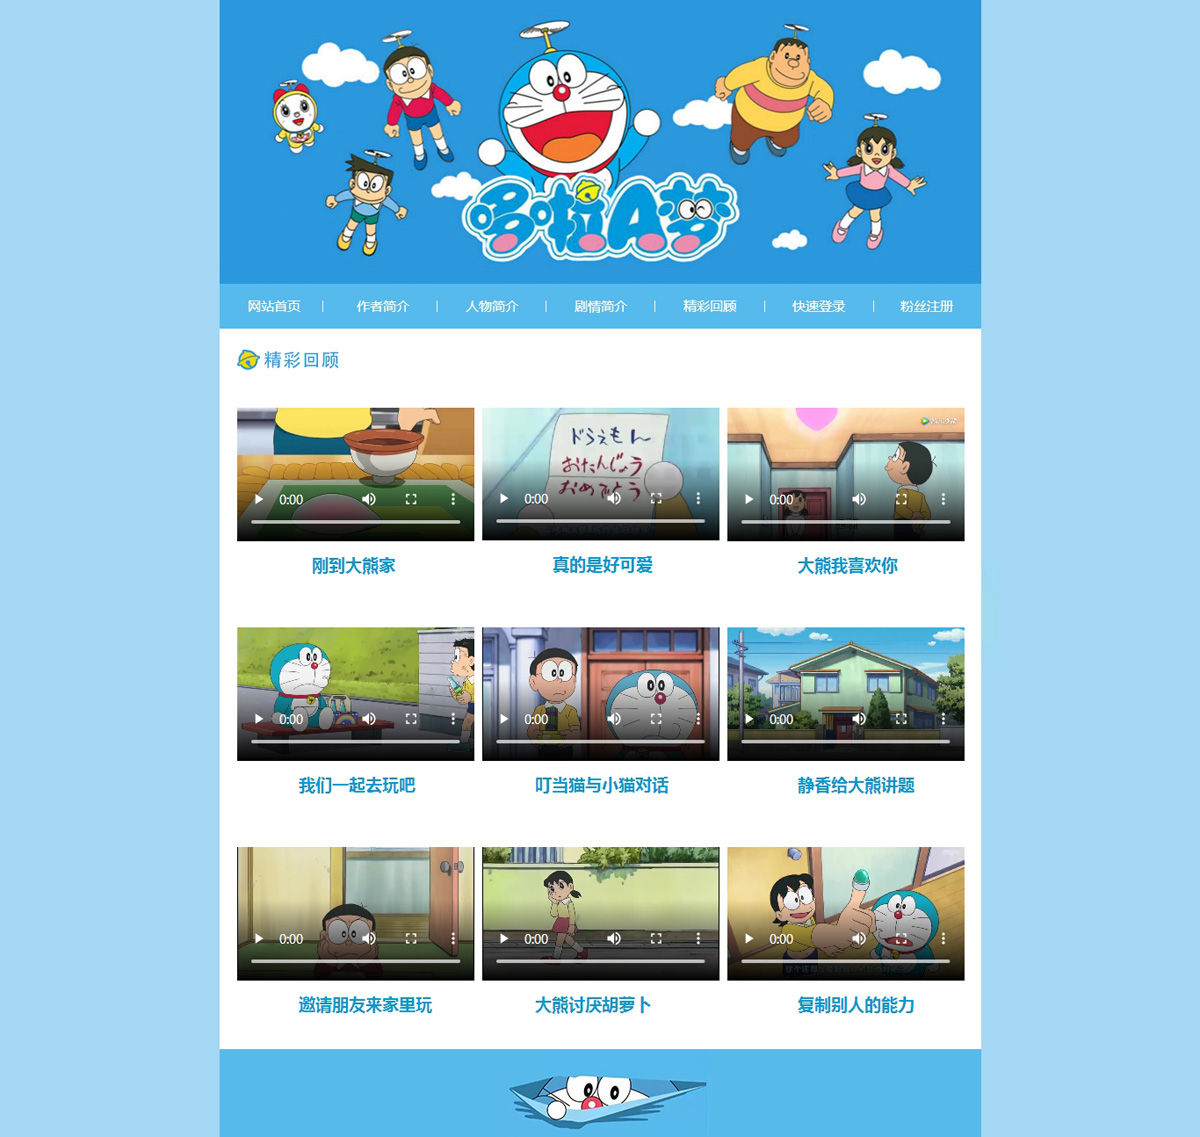 哆啦A梦
网站首页
作者简介
人物简介
剧情简介
精彩回顾
快速登录
粉丝注册
精彩回顾
ドラえもん
おたんじょう
おめでとう
0:00
0:00
0:00
刚到大熊家
真的是好可爱
大熊我喜欢你
0:00
0:00
0:00
我们一起去玩吧
叮当猫与小猫对话
静香给大熊讲题
0:00
0:00
0:00
邀请朋友来家里玩
大熊讨厌胡萝卜
复制别人的能力